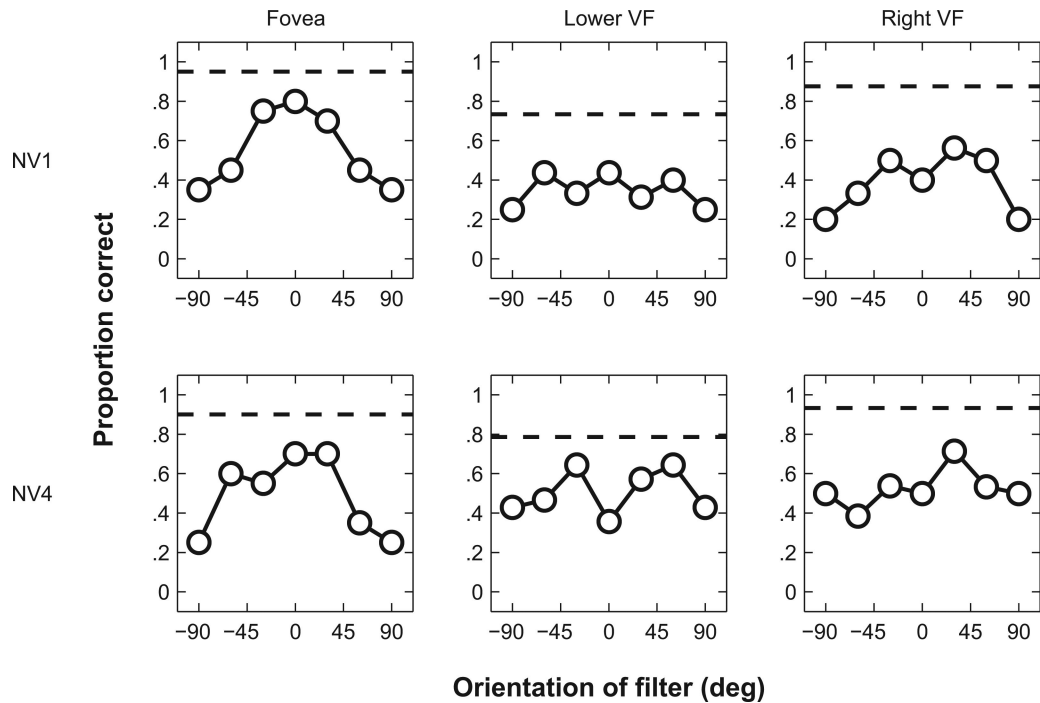 Fovea Lower VF Right VF
NV1
NV4
Proportion correct
1 1 1
.8 .8 .8
.6 .6 .6
.4 .4 .4
.2 .2 .2
0 0 0
−90 −45 0 45 90 −90 −45 0 45 90 −90 −45 0 45 90
1 1 1
.8 .8 .8
.6 .6 .6
.4 .4 .4
.2 .2 .2
0 0 0
−90 −45 0 45 90 −90 −45 0 45 90 −90 −45 0 45 90
Orientation of filter (deg)